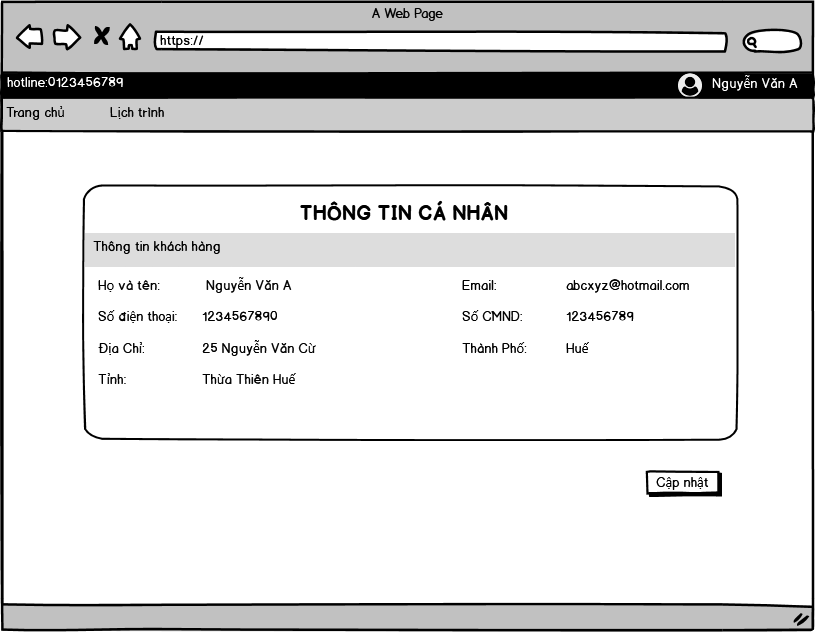 A Web Page
https://
hotline:0123456789
Nguyễn Văn A
Trang chủ
Lịch trình
THÔNG TIN CÁ NHÂN
Thông tin khách hàng
Họ và tên: Nguyễn Văn A Email: abcxyz@hotmail.com
Số điện thoại: 1234567890 Số CMND: 123456789
Địa Chỉ: 25 Nguyễn Văn Cừ Thành Phố: Huế
Tỉnh: Thừa Thiên Huế
Cập nhật